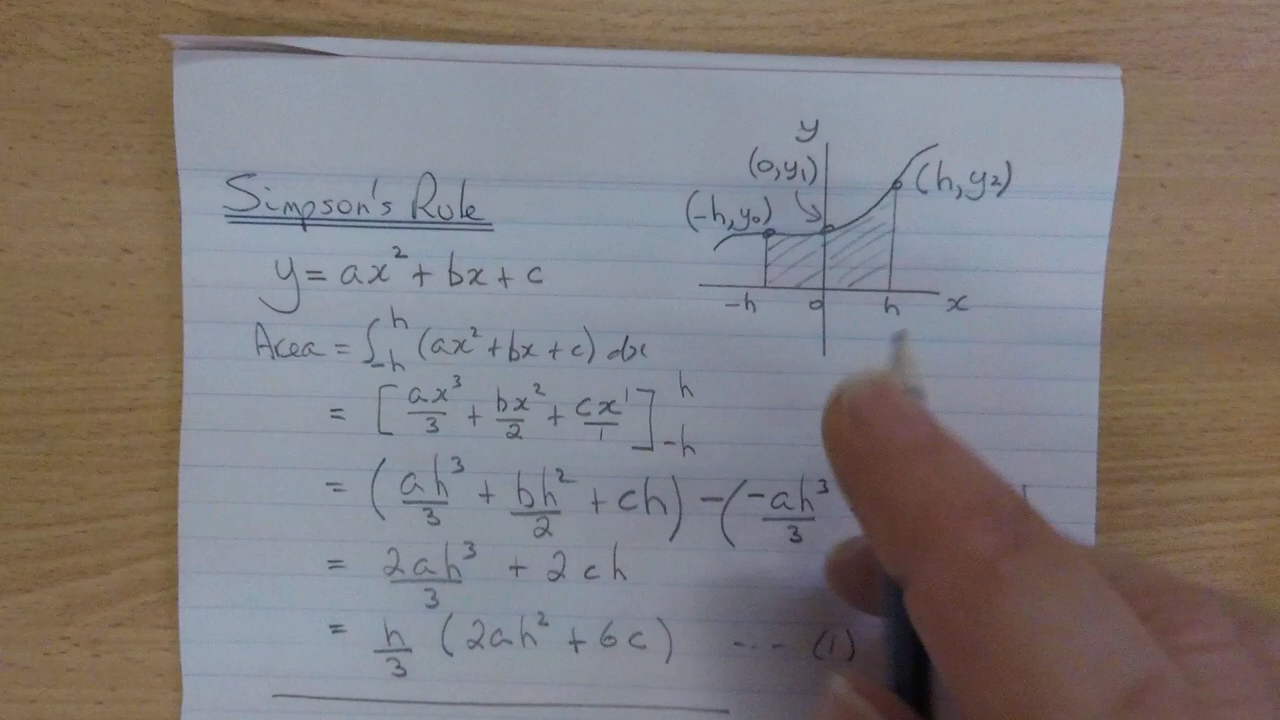 Simpson's Rule
y = ax² + bx + c
Area = ∫₋ₕʰ (ax² + bx + c) dx
= [ax³/3 + bx²/2 + cx¹/1]₋ₕʰ
= (ah³/3 + bh²/2 + ch) - (-ah³/3
= 2ah³/3 + 2ch
= h/3 (2ah² + 6c) ---- (1)
y
(0,y₁)
(h,y₂)
(-h,y₀)
-h 0 h x